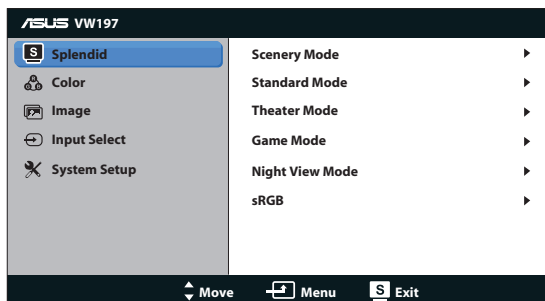 ASUS VW197
S Splendid
Color
Image
Input Select
System Setup
Scenery Mode
Standard Mode
Theater Mode
Game Mode
Night View Mode
sRGB
Move Menu S Exit